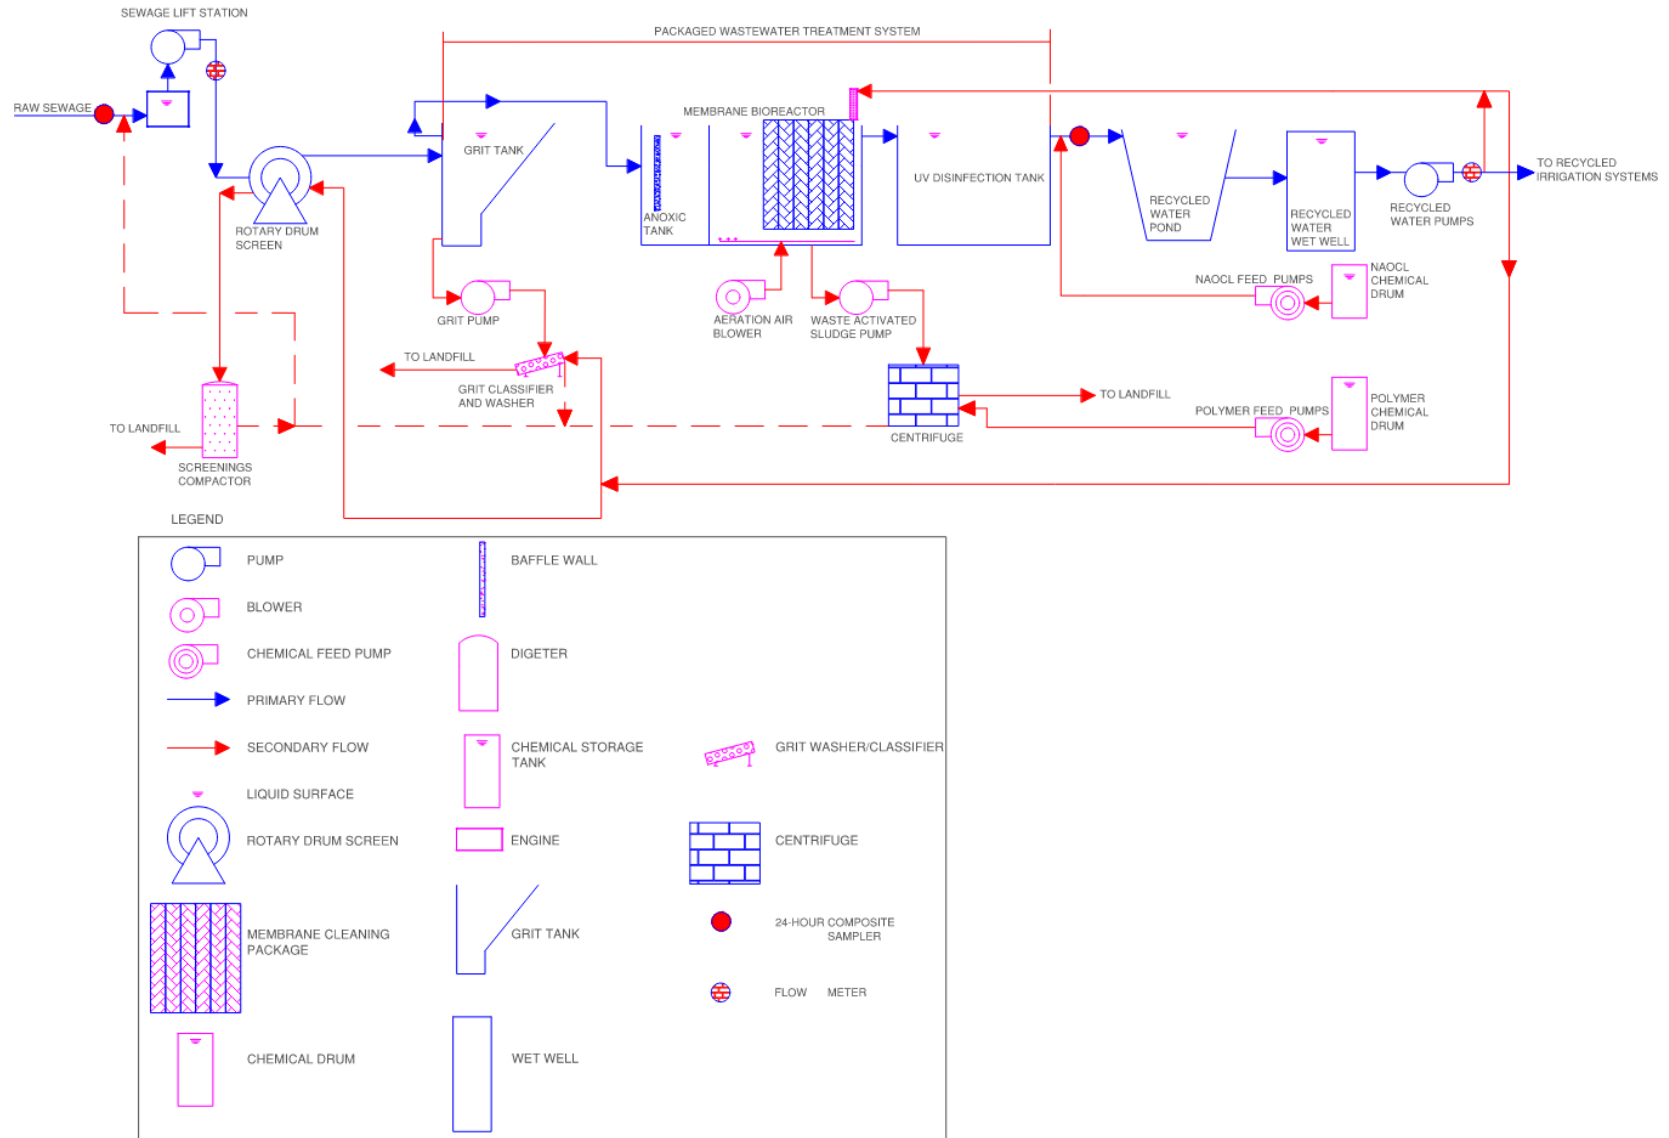 SEWAGE LIFT STATION
PACKAGED WASTEWATER TREATMENT SYSTEM
RAW SEWAGE
MEMBRANE BIOREACTOR
GRIT TANK
UV DISINFECTION TANK
TO RECYCLED
IRRIGATION SYSTEMS
ROTARY DRUM
SCREEN
ANOXIC
TANK
RECYCLED
WATER
POND
RECYCLED
WATER
WET WELL
RECYCLED
WATER PUMPS
GRIT PUMP
AERATION AIR
BLOWER
WASTE ACTIVATED
SLUDGE PUMP
NAOCL FEED PUMPS
NAOCL
CHEMICAL
DRUM
TO LANDFILL
GRIT CLASSIFIER
AND WASHER
TO LANDFILL
CENTRIFUGE
POLYMER FEED PUMPS
POLYMER
CHEMICAL
DRUM
TO LANDFILL
SCREENINGS
COMPACTOR
LEGEND
PUMP
BLOWER
CHEMICAL FEED PUMP
PRIMARY FLOW
SECONDARY FLOW
LIQUID SURFACE
ROTARY DRUM SCREEN
MEMBRANE CLEANING
PACKAGE
CHEMICAL DRUM
BAFFLE WALL
DIGETER
CHEMICAL STORAGE
TANK
ENGINE
GRIT TANK
WET WELL
GRIT WASHER/CLASSIFIER
CENTRIFUGE
24-HOUR COMPOSITE
SAMPLER
FLOW METER